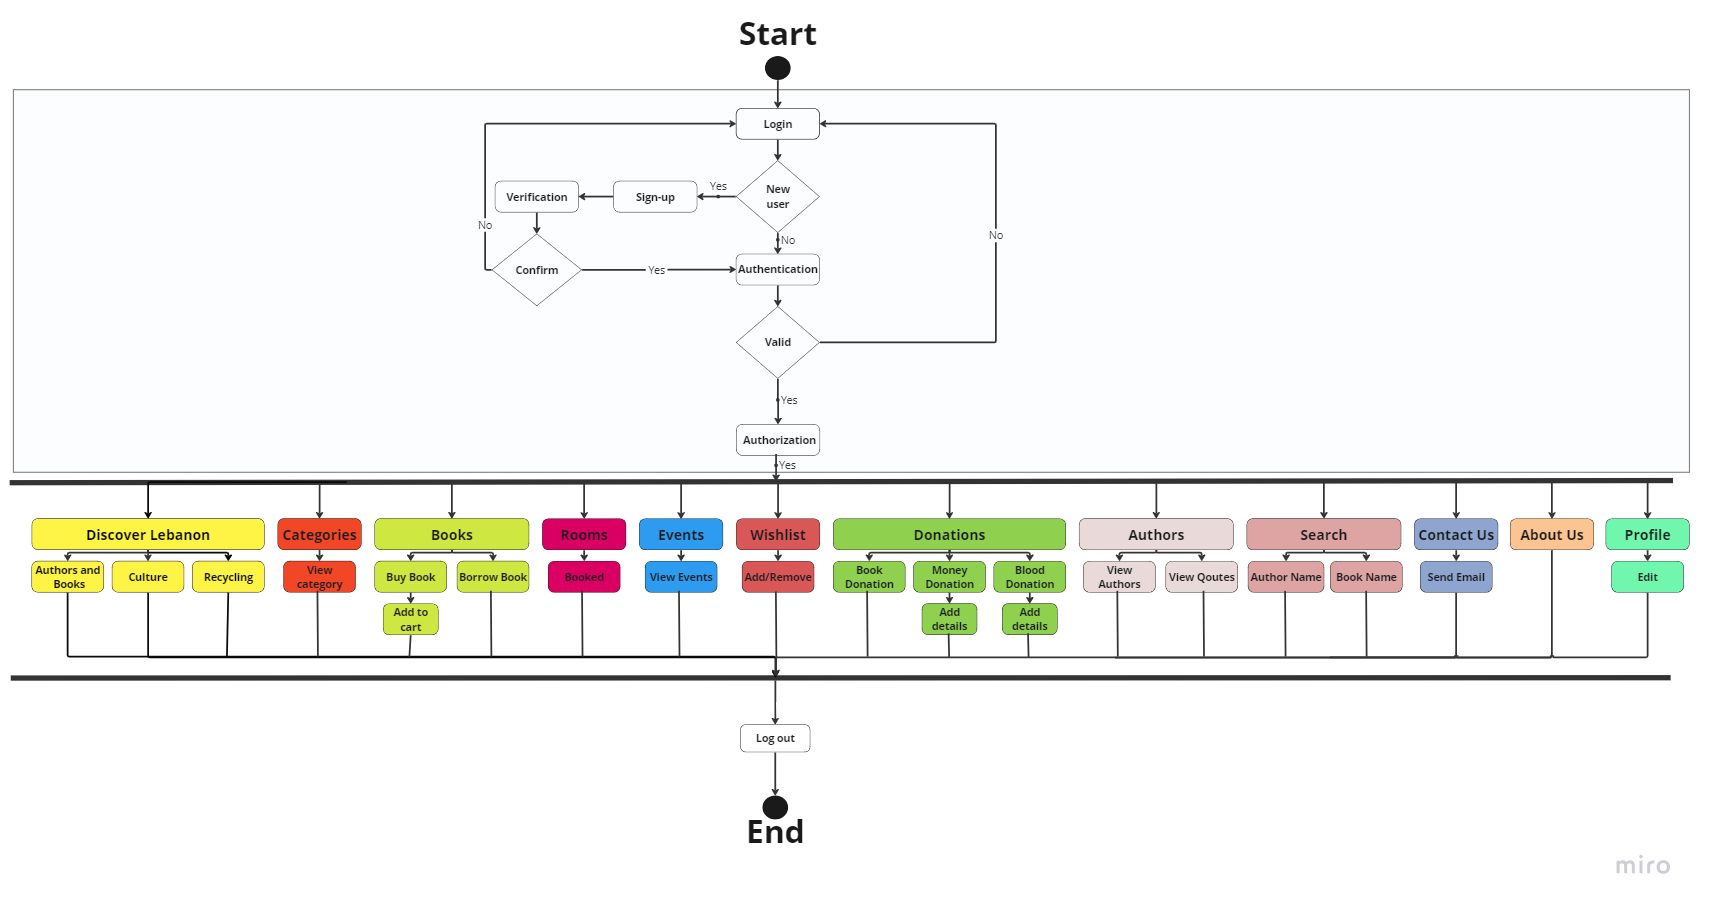 Start
Login
New
user
Yes
Sign-up
Verification
No
No
No
Confirm
Yes
Authentication
Valid
Yes
Authorization
Yes
Discover Lebanon
Categories
Books
Rooms
Events
Wishlist
Donations
Authors
Search
Contact Us
About Us
Profile
Authors and
Books
Culture
Recycling
View
category
Buy Book
Borrow Book
Booked
View Events
Add/Remove
Book
Donation
Money
Donation
Blood
Donation
View
Authors
View Qoutes
Author Name
Book Name
Send Email
Edit
Add to
cart
Add
details
Add
details
Log out
End
miro